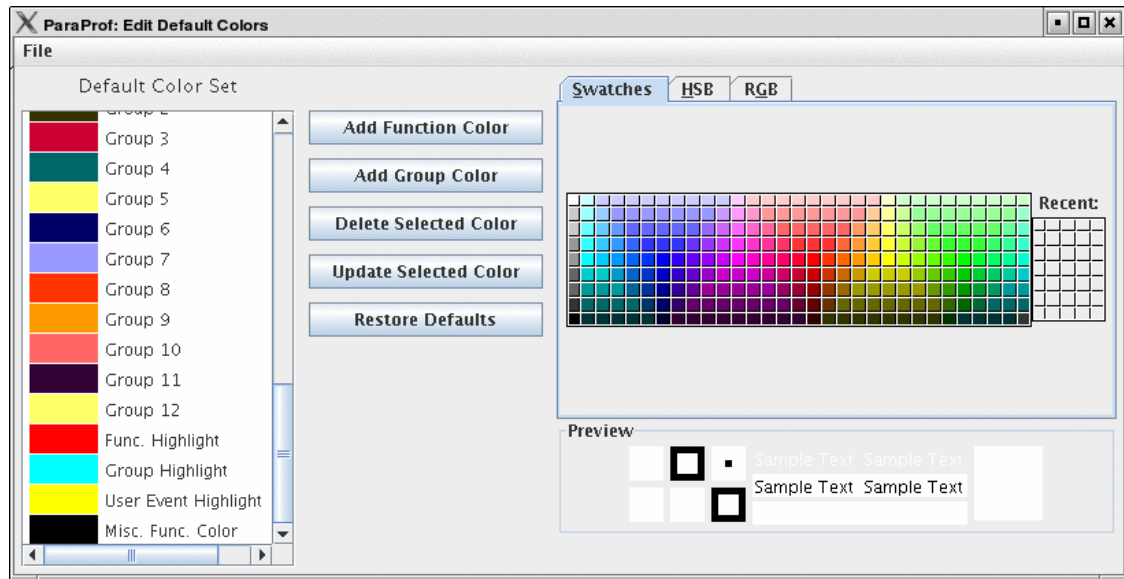 ParaProf: Edit Default Colors
File
Default Color Set
Group 3
Group 4
Group 5
Group 6
Group 7
Group 8
Group 9
Group 10
Group 11
Group 12
Func. Highlight
Group Highlight
User Event Highlight
Misc. Func. Color
Add Function Color
Add Group Color
Delete Selected Color
Update Selected Color
Restore Defaults
Swatches HSB RGB
Recent:
Preview
Sample Text Sample Text
Sample Text Sample Text